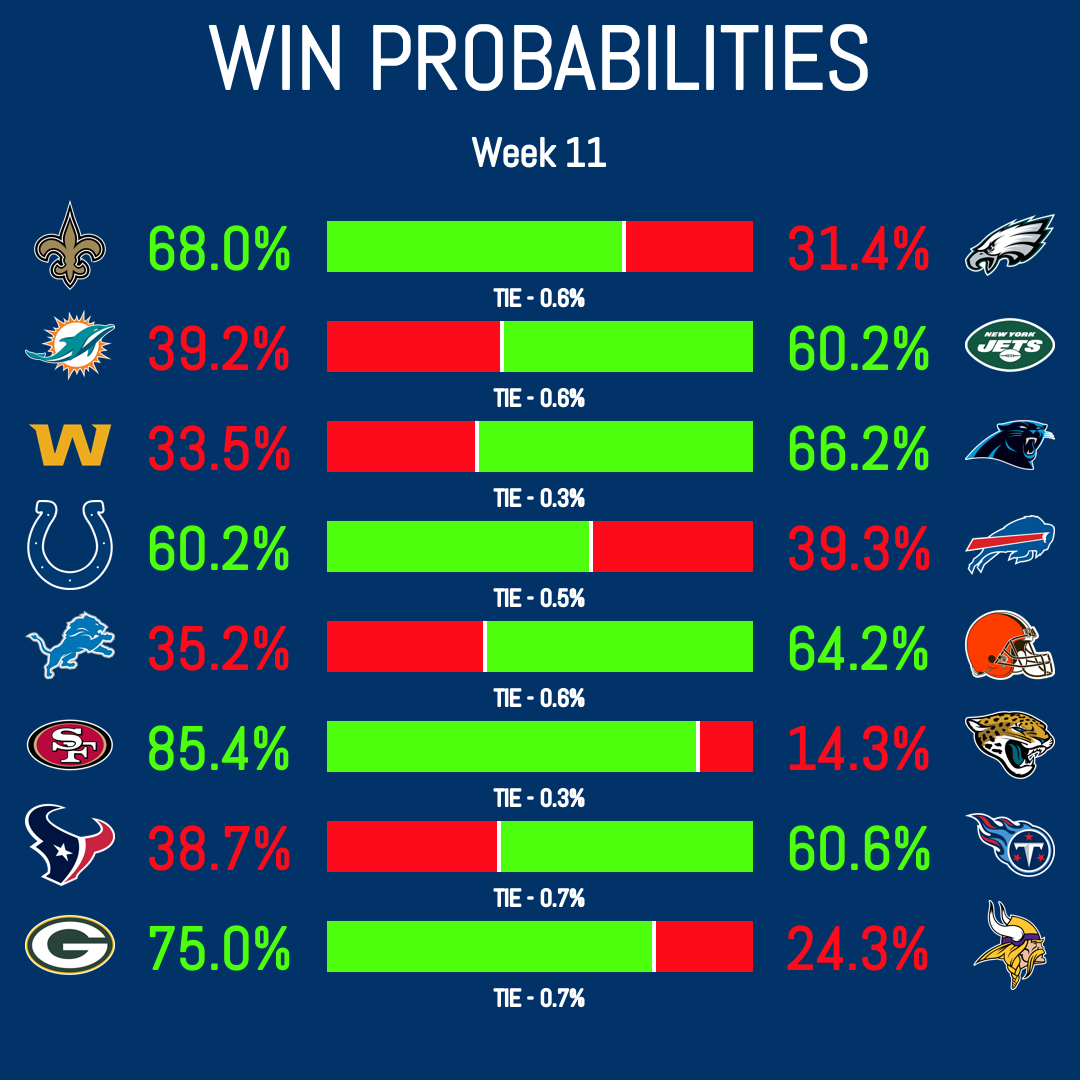 WIN PROBABILITIES
Week 11
68.0% 31.4%
TIE - 0.6%
39.2% 60.2% NEW YORK JETS
TIE - 0.6%
W 33.5% 66.2%
TIE - 0.3%
60.2% 39.3%
TIE - 0.5%
35.2% 64.2%
TIE - 0.6%
SF 85.4% 14.3%
TIE - 0.3%
38.7% 60.6% T
TIE - 0.7%
G 75.0% 24.3%
TIE - 0.7%